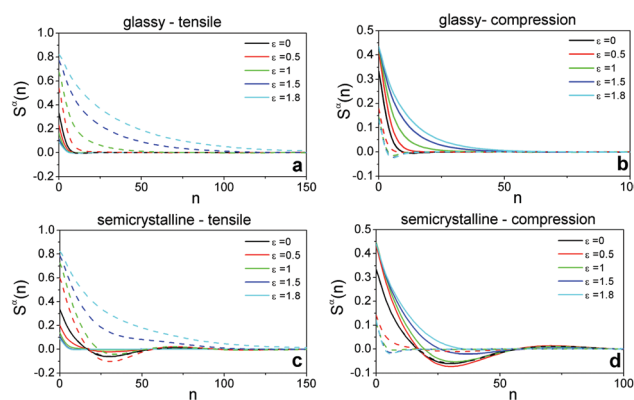 glassy - tensile
1.0
0.8
0.6
0.4
0.2
0.0
-0.2
S^α(n)
ε =0
ε =0.5
ε =1
ε =1.5
ε =1.8
a
0 50 100 150
n
glassy- compression
0.5
0.4
0.3
0.2
0.1
0.0
-0.1
S^α(n)
ε =0
ε =0.5
ε =1
ε =1.5
ε =1.8
b
0 50 100
n
semicrystalline - tensile
1.0
0.8
0.6
0.4
0.2
0.0
-0.2
S^α(n)
ε =0
ε =0.5
ε =1
ε =1.5
ε =1.8
c
0 50 100 150
n
semicrystalline - compression
0.5
0.4
0.3
0.2
0.1
0.0
-0.1
S^α(n)
ε =0
ε =0.5
ε =1
ε =1.5
ε =1.8
d
0 50 100
n